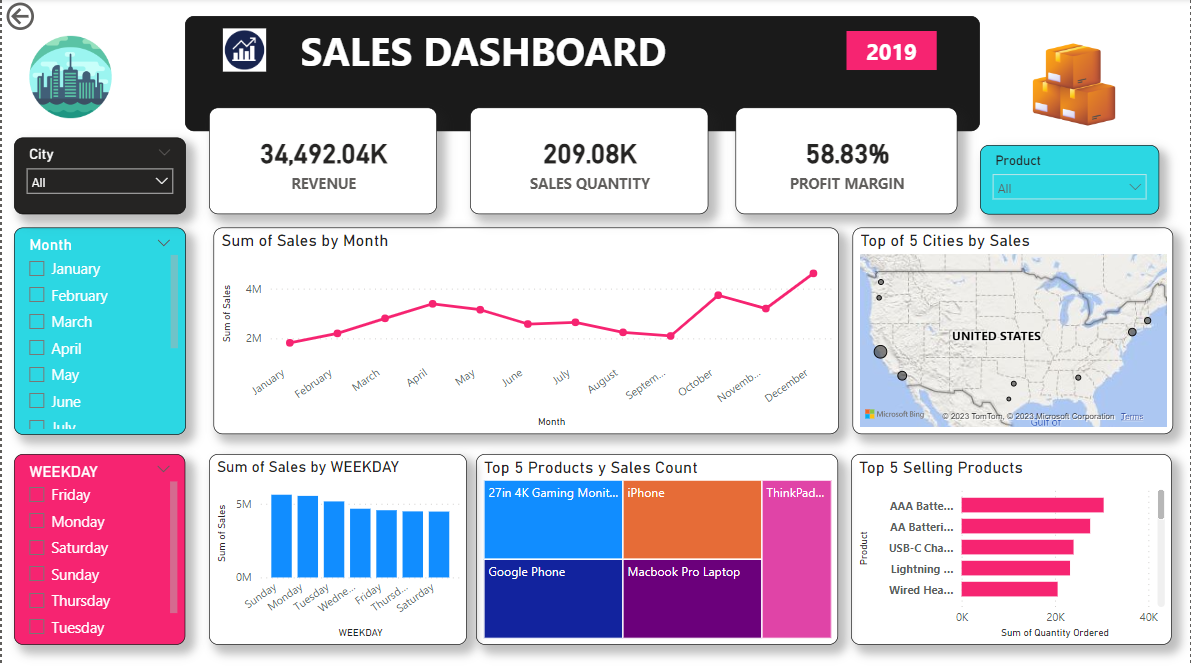 SALES DASHBOARD
2019
City
All
34,492.04K
REVENUE
209.08K
SALES QUANTITY
58.83%
PROFIT MARGIN
Product
All
Month
January
February
March
April
May
June
July
Sum of Sales by Month
Sum of Sales
4M
2M
January
February
March
April
May
June
July
August
Septem...
October
Novemb...
December
Month
Top of 5 Cities by Sales
UNITED STATES
Microsoft Bing
© 2023 TomTom, © 2023 Microsoft Corporation
Terms
Gulf of
WEEKDAY
Friday
Monday
Saturday
Sunday
Thursday
Tuesday
Sum of Sales by WEEKDAY
Sum of Sales
5M
0M
Sunday
Monday
Tuesday
Wedne...
Friday
Thursd...
Saturday
WEEKDAY
Top 5 Products y Sales Count
27in 4K Gaming Monit...
iPhone
ThinkPad...
Google Phone
Macbook Pro Laptop
Top 5 Selling Products
Product
AAA Batte...
AA Batteri...
USB-C Cha...
Lightning ...
Wired Hea...
0K
20K
40K
Sum of Quantity Ordered